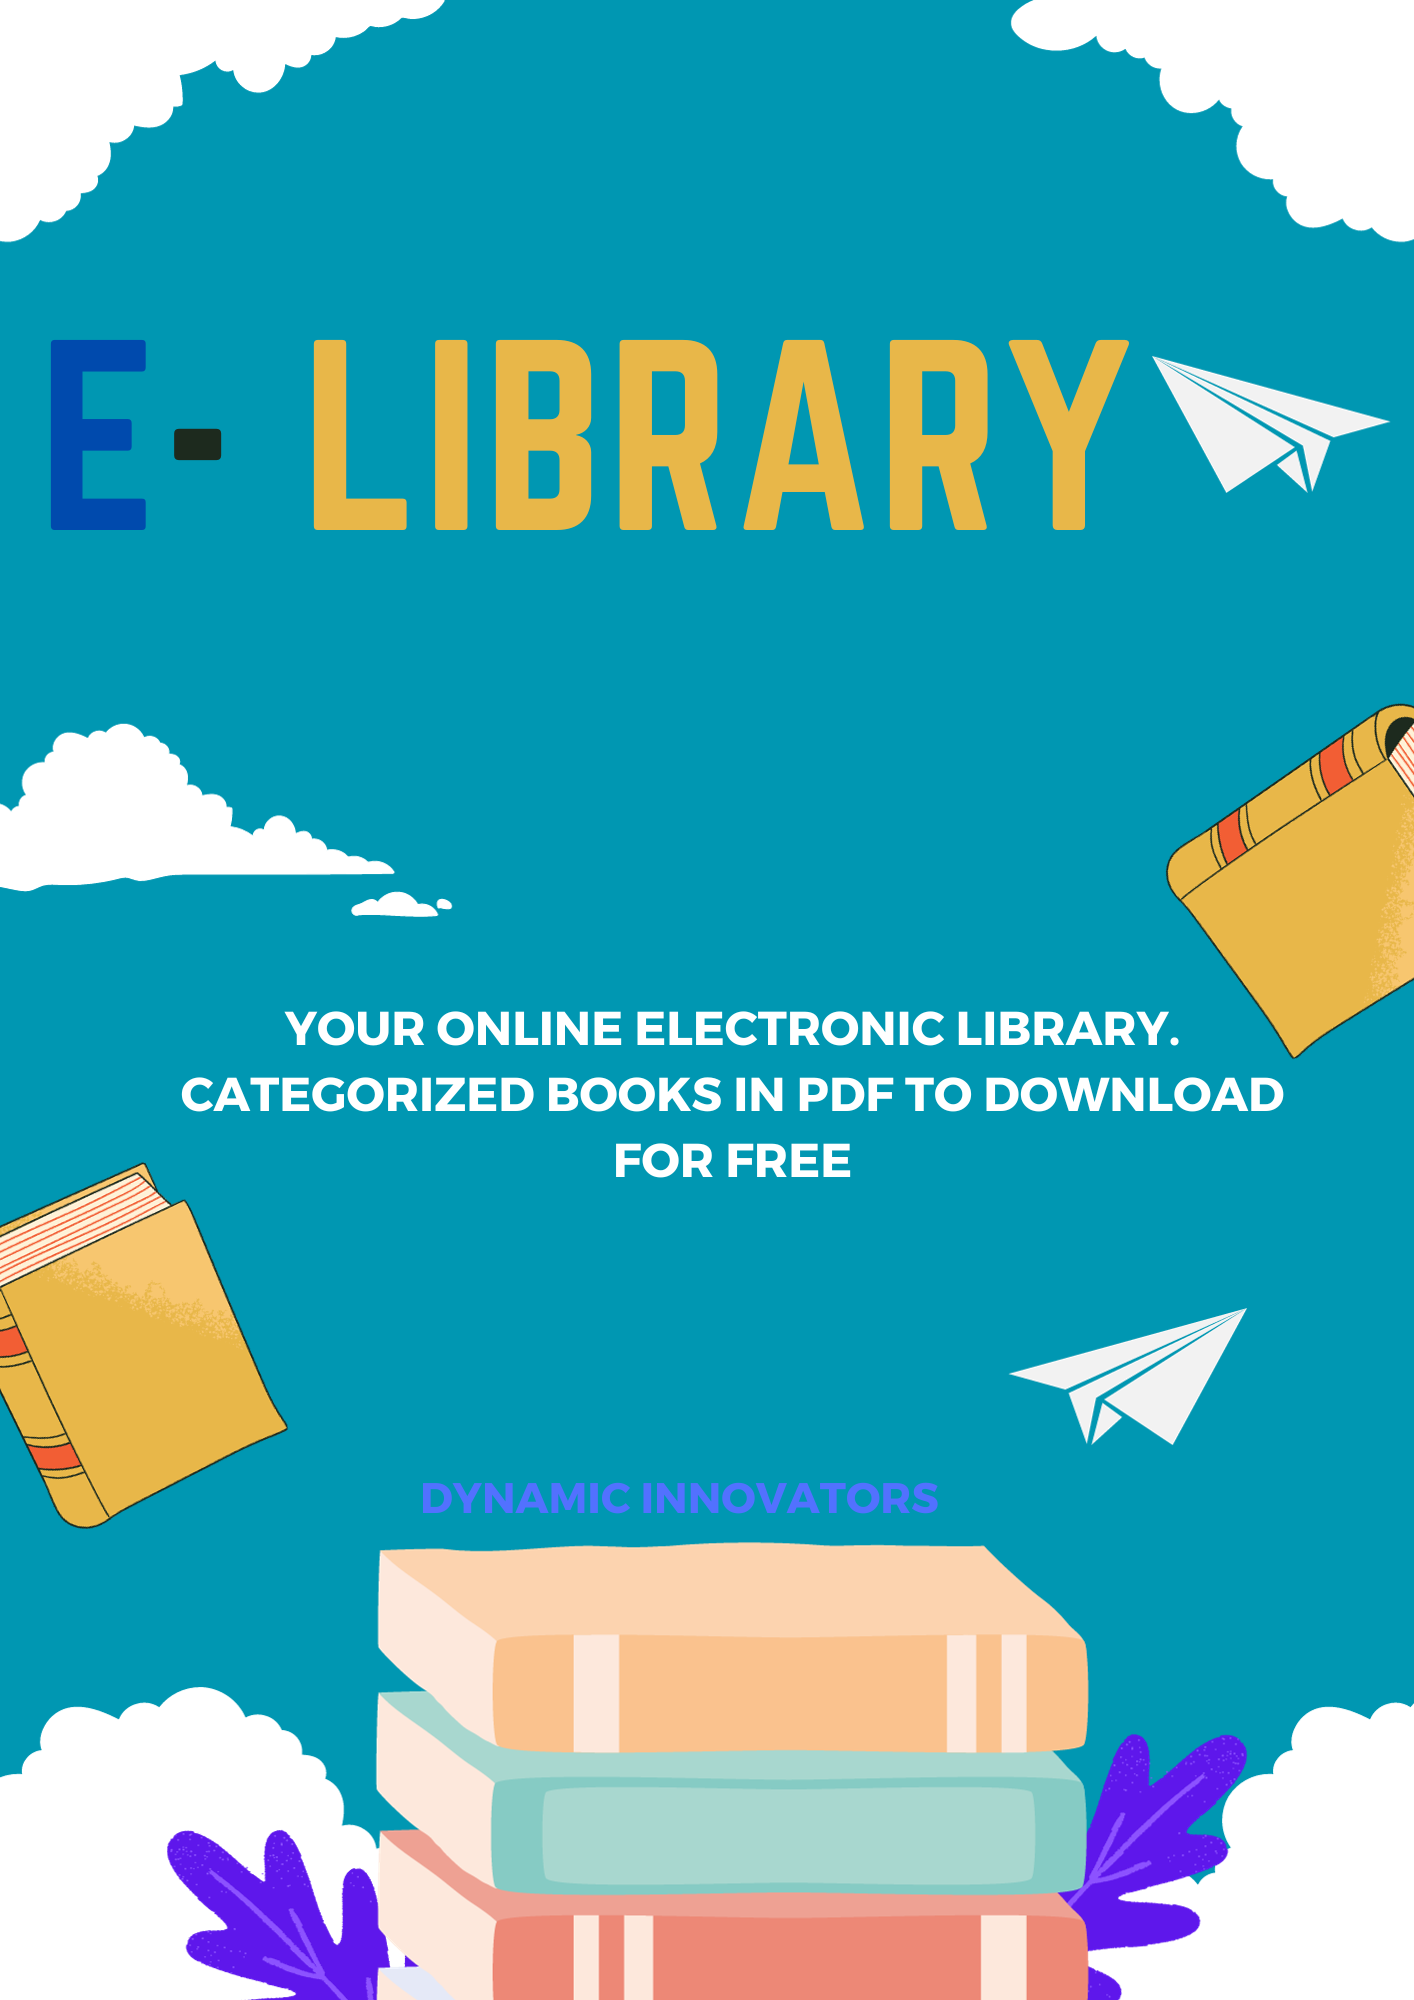 E- LIBRARY
YOUR ONLINE ELECTRONIC LIBRARY.
CATEGORIZED BOOKS IN PDF TO DOWNLOAD
FOR FREE
DYNAMIC INNOVATORS